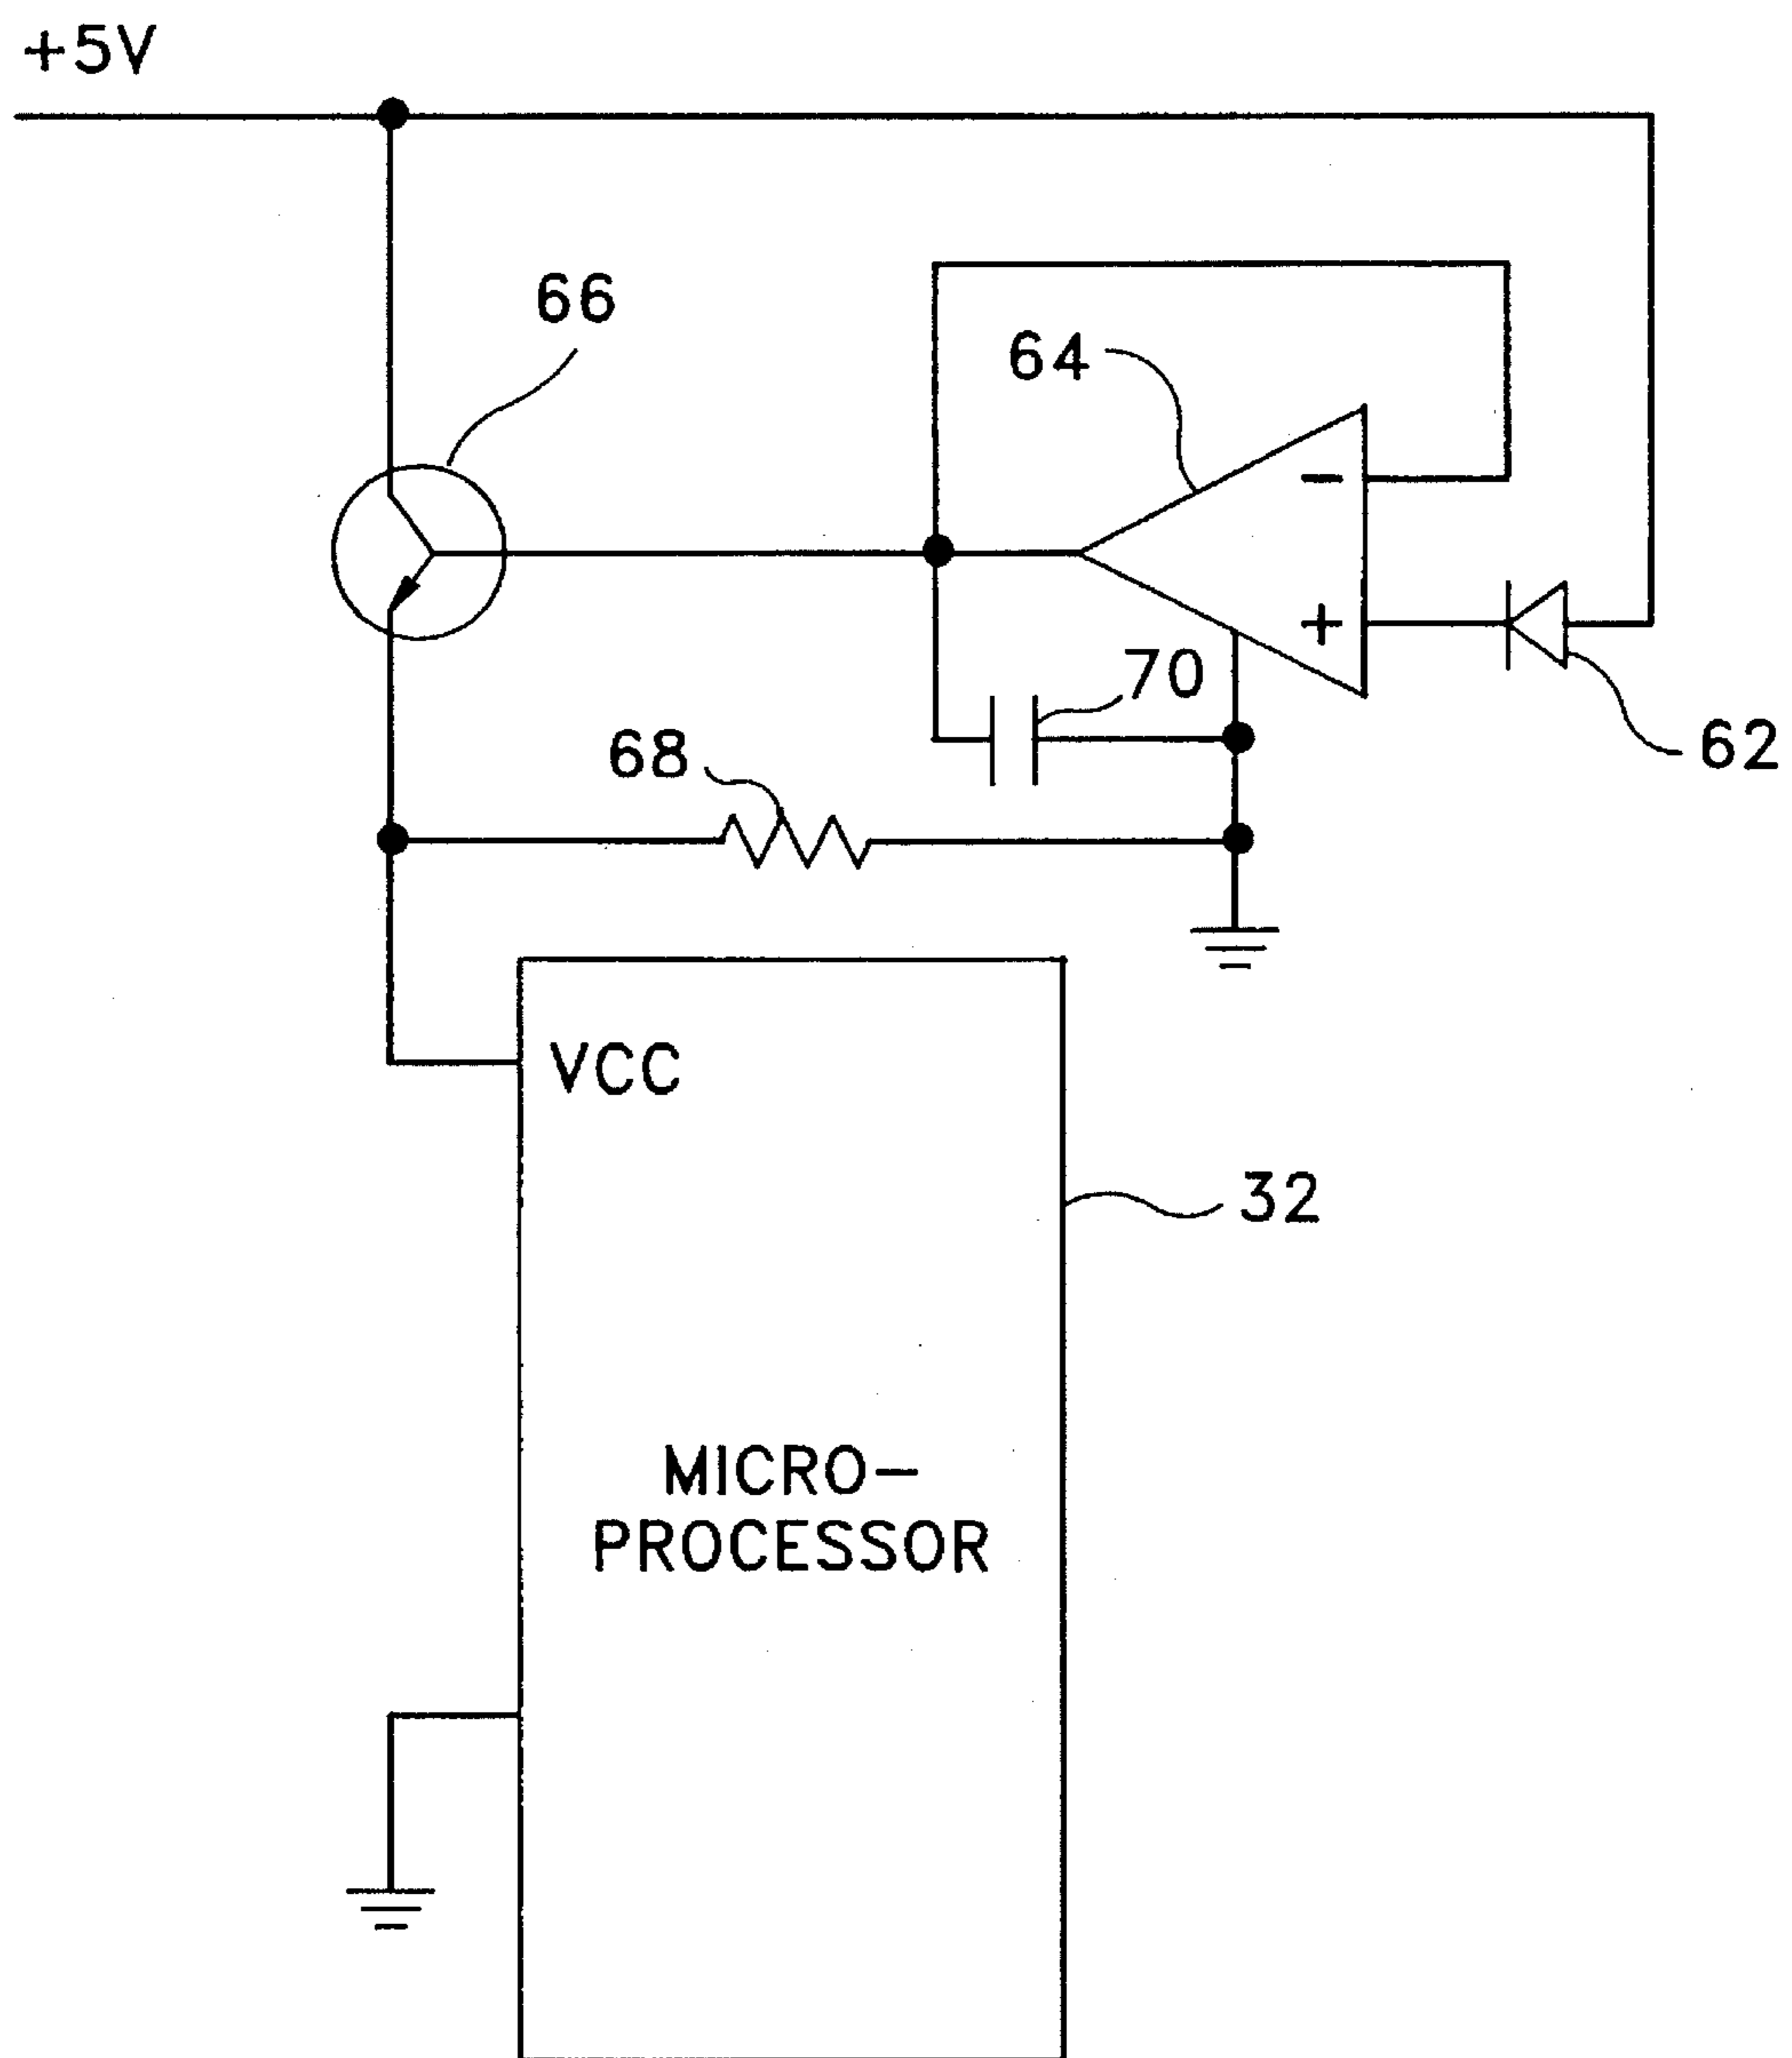 +5V
66
64
-
+
70
68
62
VCC
32
MICRO-
PROCESSOR